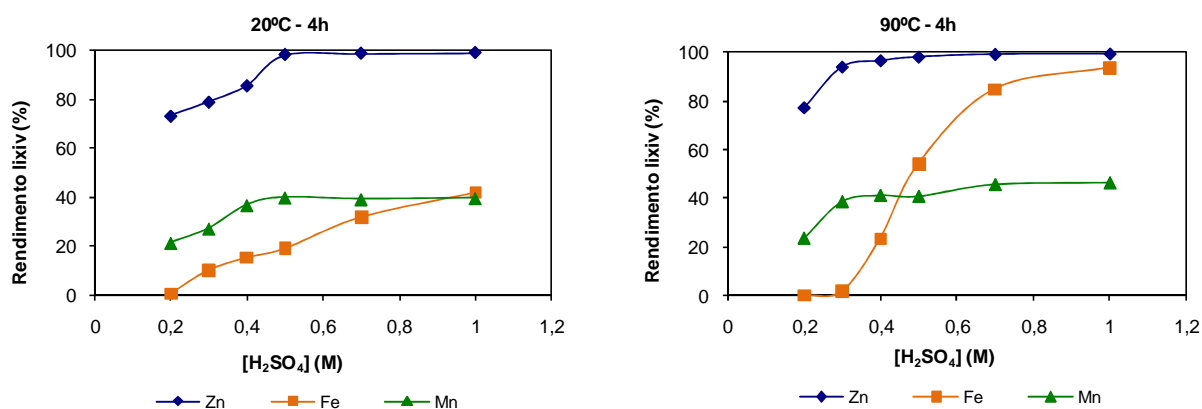 20ºC - 4h
Rendimento lixiv (%)
100
80
60
40
20
0
0 0,2 0,4 0,6 0,8 1 1,2
[H₂SO₄] (M)
Zn Fe Mn
90ºC - 4h
Rendimento lixiv (%)
100
80
60
40
20
0
0 0,2 0,4 0,6 0,8 1 1,2
[H₂SO₄] (M)
Zn Fe Mn